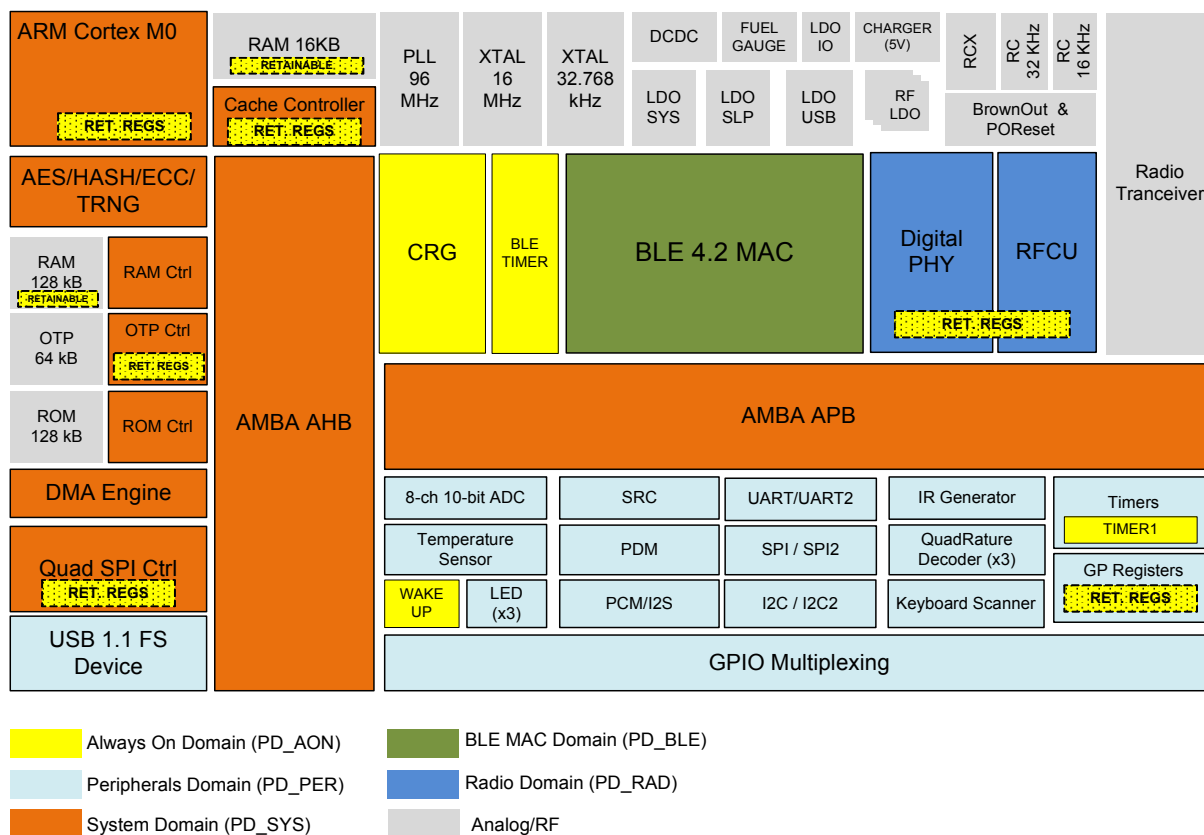 ARM Cortex M0
RET. REGS
RAM 16KB
RETAINABLE
Cache Controller
RET. REGS
PLL
96
MHz
XTAL
16
MHz
XTAL
32.768
kHz
DCDC
FUEL
GAUGE
LDO
IO
CHARGER
(5V)
LDO
SYS
LDO
SLP
LDO
USB
RF
LDO
RCX
RC
32 KHz
RC
16 KHz
BrownOut &
POReset
Radio
Tranceiver
AES/HASH/ECC/
TRNG
RAM
128 kB
RETAINABLE
RAM Ctrl
OTP
64 kB
OTP Ctrl
RET. REGS
ROM
128 kB
ROM Ctrl
DMA Engine
Quad SPI Ctrl
RET. REGS
USB 1.1 FS
Device
AMBA AHB
CRG
BLE
TIMER
BLE 4.2 MAC
Digital
PHY
RFCU
RET. REGS
AMBA APB
8-ch 10-bit ADC
SRC
UART/UART2
IR Generator
Timers
TIMER1
Temperature
Sensor
PDM
SPI / SPI2
QuadRature
Decoder (x3)
GP Registers
RET. REGS
WAKE
UP
LED
(x3)
PCM/I2S
I2C / I2C2
Keyboard Scanner
GPIO Multiplexing
Always On Domain (PD_AON)
BLE MAC Domain (PD_BLE)
Peripherals Domain (PD_PER)
Radio Domain (PD_RAD)
System Domain (PD_SYS)
Analog/RF